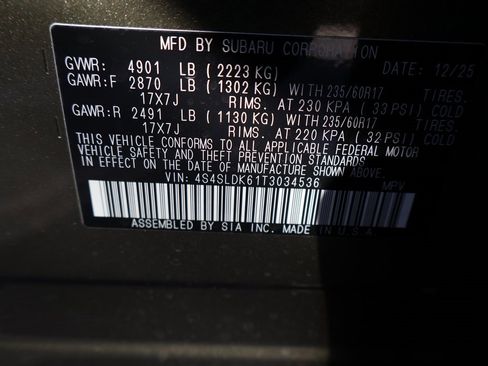 MFD BY SUBARU CORPORATION
GVWR: 4901 LB (2223 KG) DATE: 12/25
GAWR:F 2870 LB (1302 KG) WITH 235/60R17 TIRES.
17X7J RIMS. AT 230 KPA (33 PSI) COLD
GAWR:R 2491 LB (1130 KG) WITH 235/60R17 TIRES.
17X7J RIMS. AT 220 KPA (32 PSI) COLD
THIS VEHICLE CONFORMS TO ALL APPLICABLE FEDERAL MOTOR
VEHICLE SAFETY AND THEFT PREVENTION STANDARDS
IN EFFECT ON THE DATE OF MANUFACTURE SHOWN ABOVE.
VIN: 4S4SLDK61T3034536 MPV
ASSEMBLED BY SIA INC. MADE IN U.S.A.